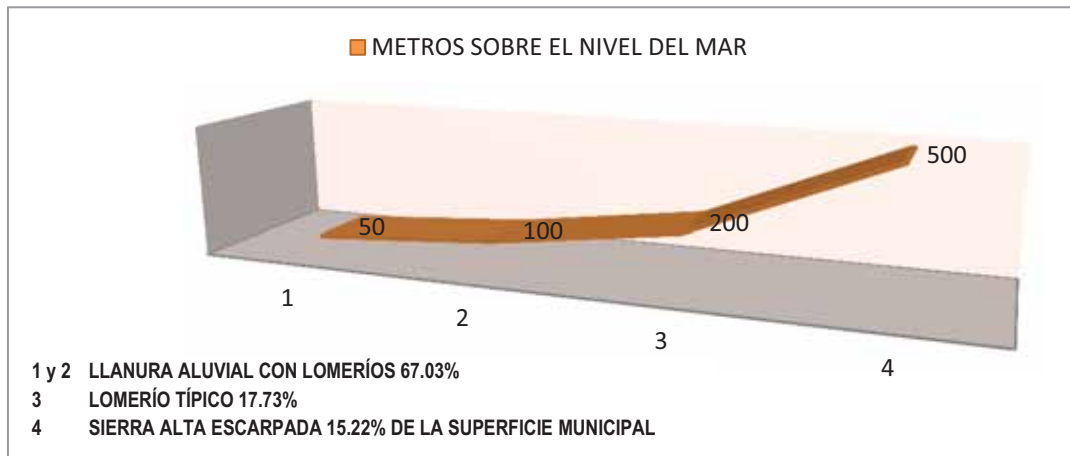 METROS SOBRE EL NIVEL DEL MAR
500
50
100
200
1
2
3
4
1 y 2 LLANURA ALUVIAL CON LOMERÍOS 67.03%
3 LOMERÍO TÍPICO 17.73%
4 SIERRA ALTA ESCARPADA 15.22% DE LA SUPERFICIE MUNICIPAL